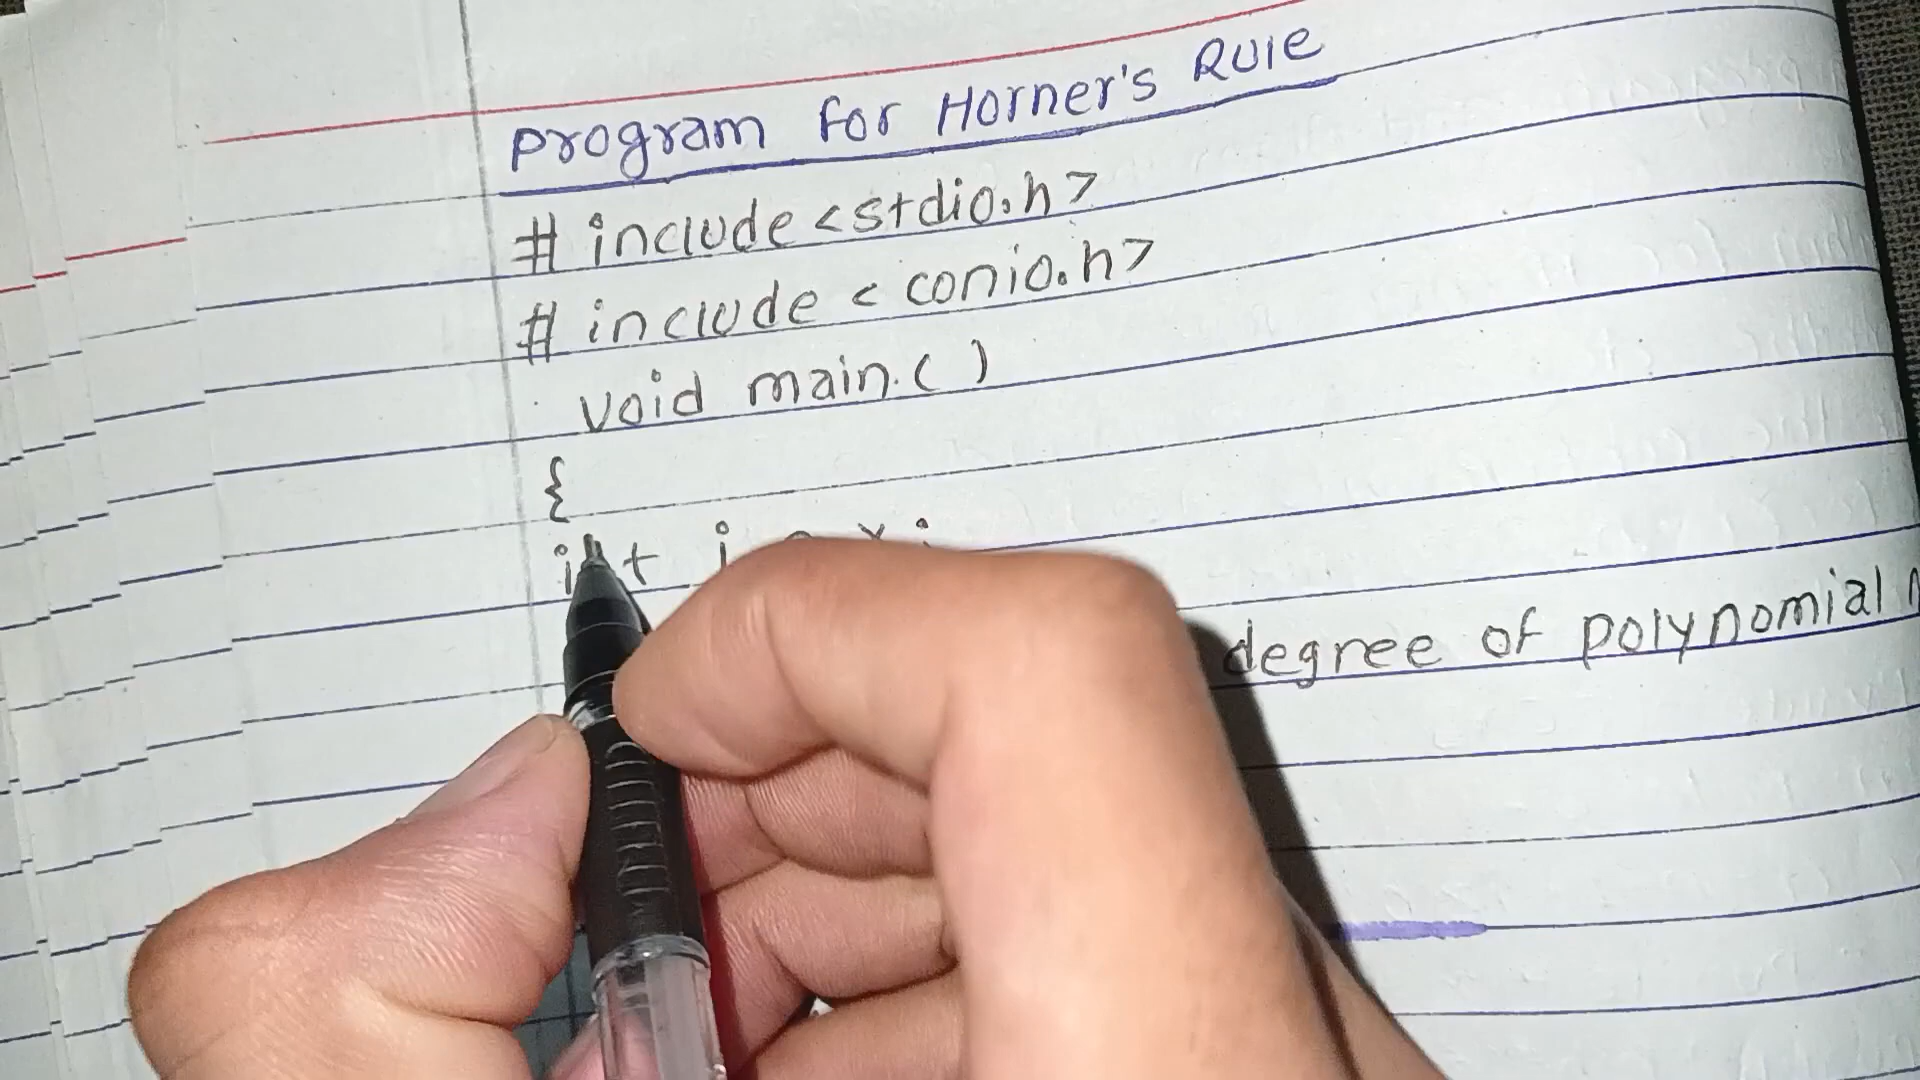 Program for Horner's Rule
# include <stdio.h>
# include < conio.h>
void main.( )
{
degree of polynomial